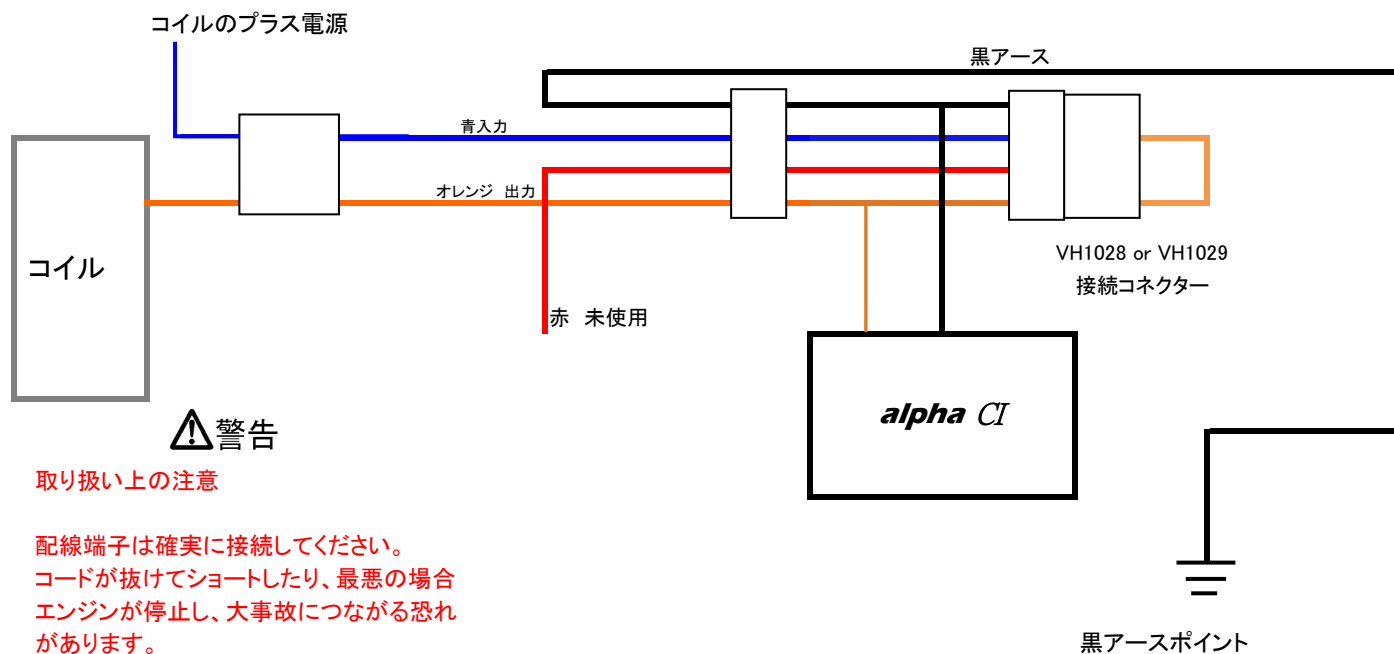 コイルのプラス電源
黒アース
青入力
オレンジ 出力
コイル
VH1028 or VH1029
接続コネクター
赤 未使用
alpha CI
警告
取り扱い上の注意
配線端子は確実に接続してください。
コードが抜けてショートしたり、最悪の場合
エンジンが停止し、大事故につながる恐れ
があります。
黒アースポイント